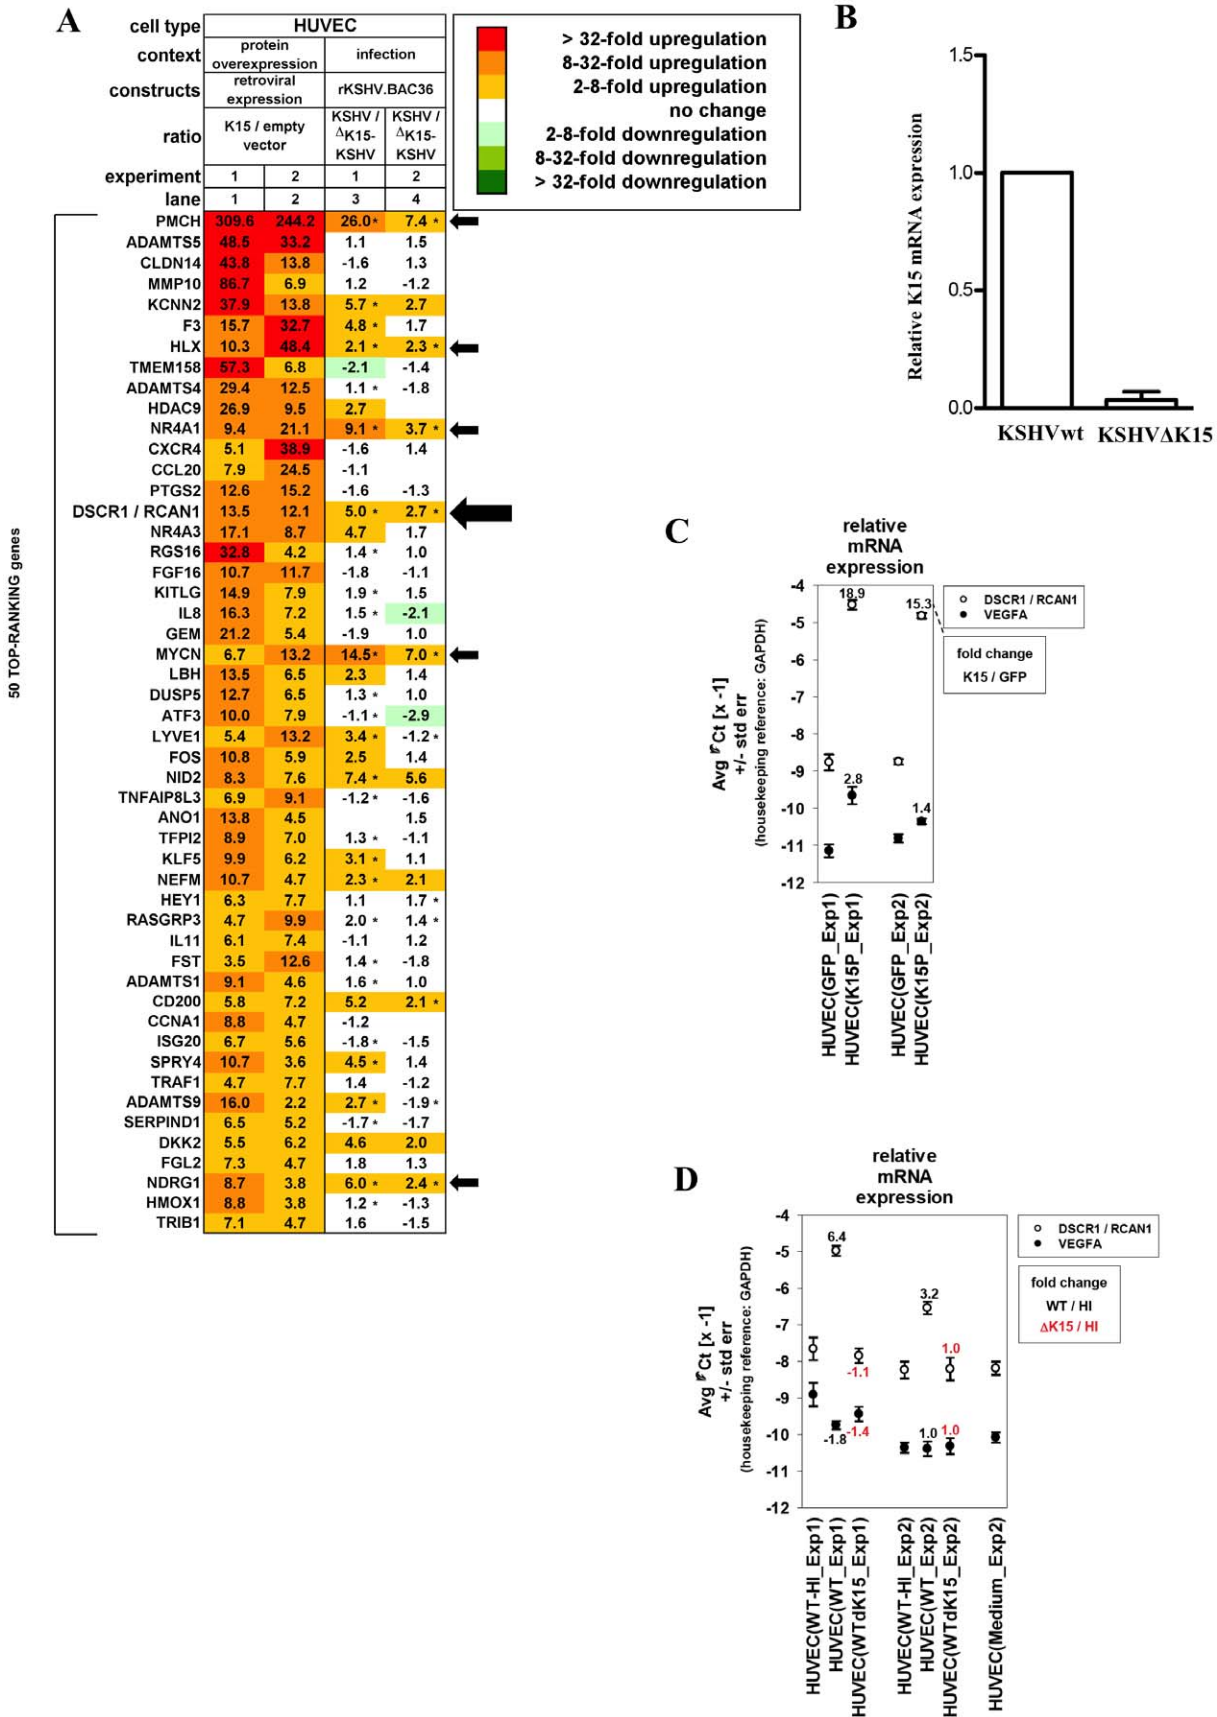 A
cell type HUVEC
context protein overexpression infection
constructs retroviral expression rKSHV.BAC36
ratio K15 / empty vector KSHV / ΔK15-KSHV KSHV / ΔK15-KSHV
experiment 1 2 1 2
lane 1 2 3 4
> 32-fold upregulation
8-32-fold upregulation
2-8-fold upregulation
no change
2-8-fold downregulation
8-32-fold downregulation
> 32-fold downregulation
50 TOP-RANKING genes
PMCH 309.6 244.2 26.0 * 7.4 *
ADAMTS5 48.5 33.2 1.1 1.5
CLDN14 43.8 13.8 -1.6 1.3
MMP10 86.7 6.9 1.2 -1.2
KCNN2 37.9 13.8 5.7 * 2.7
F3 15.7 32.7 4.8 * 1.7
HLX 10.3 48.4 2.1 * 2.3 *
TMEM158 57.3 6.8 -2.1 -1.4
ADAMTS4 29.4 12.5 1.1 * -1.8
HDAC9 26.9 9.5 2.7
NR4A1 9.4 21.1 9.1 * 3.7 *
CXCR4 5.1 38.9 -1.6 1.4
CCL20 7.9 24.5 -1.1
PTGS2 12.6 15.2 -1.6 -1.3
DSCR1 / RCAN1 13.5 12.1 5.0 * 2.7 *
NR4A3 17.1 8.7 4.7 1.7
RGS16 32.8 4.2 1.4 * 1.0
FGF16 10.7 11.7 -1.8 -1.1
KITLG 14.9 7.9 1.9 * 1.5
IL8 16.3 7.2 1.5 * -2.1
GEM 21.2 5.4 -1.9 1.0
MYCN 6.7 13.2 14.5 * 7.0 *
LBH 13.5 6.5 2.3 1.4
DUSP5 12.7 6.5 1.3 * 1.0
ATF3 10.0 7.9 -1.1 * -2.9
LYVE1 5.4 13.2 3.4 * -1.2 *
FOS 10.8 5.9 2.5 1.4
NID2 8.3 7.6 7.4 * 5.6
TNFAIP8L3 6.9 9.1 -1.2 * -1.6
ANO1 13.8 4.5 1.5
TFPI2 8.9 7.0 1.3 * -1.1
KLF5 9.9 6.2 3.1 * 1.1
NEFM 10.7 4.7 2.3 * 2.1
HEY1 6.3 7.7 1.1 1.7 *
RASGRP3 4.7 9.9 2.0 * 1.4 *
IL11 6.1 7.4 -1.1 1.2
FST 3.5 12.6 1.4 * -1.8
ADAMTS1 9.1 4.6 1.6 * 1.0
CD200 5.8 7.2 5.2 2.1 *
CCNA1 8.8 4.7 -1.2
ISG20 6.7 5.6 -1.8 * -1.5
SPRY4 10.7 3.6 4.5 * 1.4
TRAF1 4.7 7.7 1.4 -1.2
ADAMTS9 16.0 2.2 2.7 * -1.9 *
SERPIND1 6.5 5.2 -1.7 * -1.7
DKK2 5.5 6.2 4.6 2.0
FGL2 7.3 4.7 1.8 1.3
NDRG1 8.7 3.8 6.0 * 2.4 *
HMOX1 8.8 3.8 1.2 * -1.3
TRIB1 7.1 4.7 1.6 -1.5
B
Relative K15 mRNA expression
1.5
1.0
0.5
0.0
KSHVwt KSHVΔK15
C
relative
mRNA
expression
Avg Ct [x -1]
+/- std err
(housekeeping reference: GAPDH)
-4
-5
-6
-7
-8
-9
-10
-11
-12
18.9
15.3
2.8
1.4
DSCR1 / RCAN1
VEGFA
fold change
K15 / GFP
HUVEC(GFP_Exp1)
HUVEC(K15P_Exp1)
HUVEC(GFP_Exp2)
HUVEC(K15P_Exp2)
D
relative
mRNA
expression
Avg Ct [x -1]
+/- std err
(housekeeping reference: GAPDH)
-4
-5
-6
-7
-8
-9
-10
-11
-12
6.4
3.2
-1.1
1.0
-1.8
-1.4
1.0
1.0
DSCR1 / RCAN1
VEGFA
fold change
WT / HI
ΔK15 / HI
HUVEC(WT-HI_Exp1)
HUVEC(WT_Exp1)
HUVEC(WTdK15_Exp1)
HUVEC(WT-HI_Exp2)
HUVEC(WT_Exp2)
HUVEC(WTdK15_Exp2)
HUVEC(Medium_Exp2)